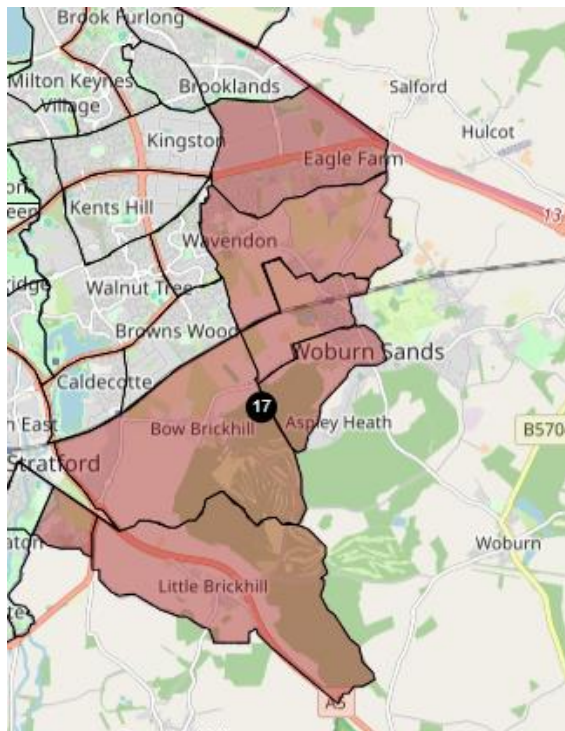 Brook Furlong
Milton Keynes
Village
Brooklands
Salford
Kingston
Hulcot
Eagle Farm
Kents Hill
13
Wavendon
Walnut Tree
Browns Wood
Woburn Sands
Caldecotte
17
Aspley Heath
Bow Brickhill
B570
Stratford
Woburn
Little Brickhill
A5